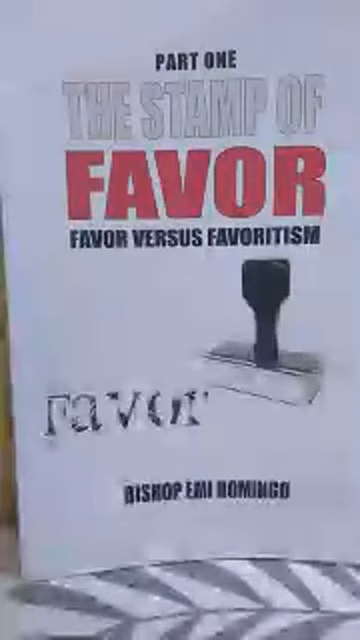 PART ONE
THE STAMP OF
FAVOR
FAVOR VERSUS FAVORITISM
Favor
BISHOP EMI DOMINGO